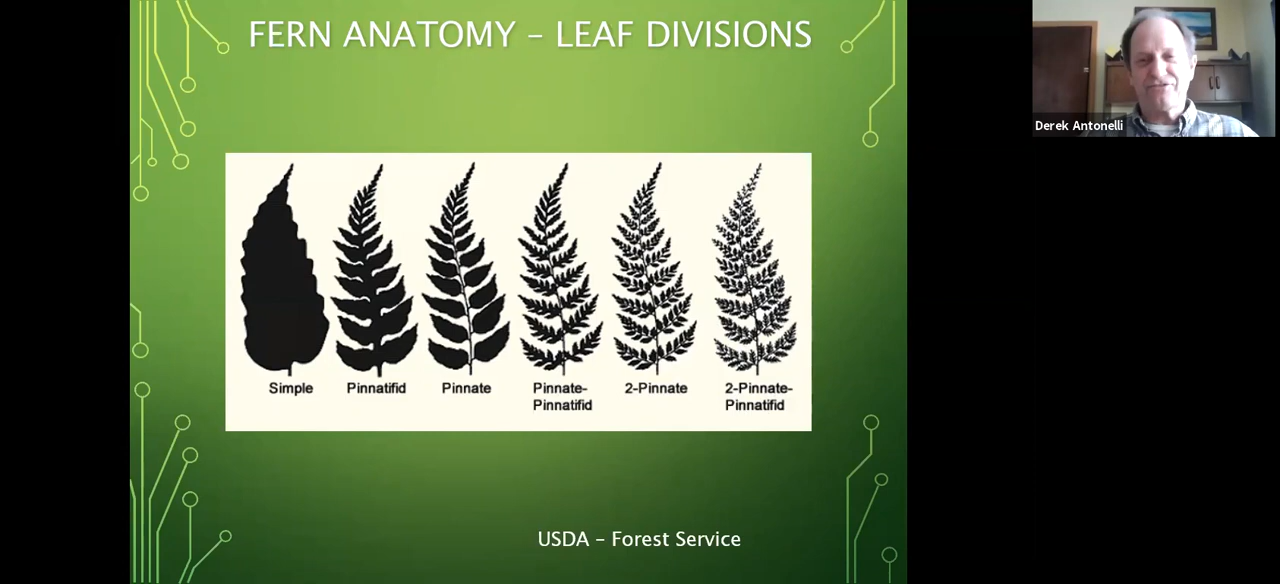 FERN ANATOMY – LEAF DIVISIONS
Derek Antonelli
Simple
Pinnatifid
Pinnate
Pinnate-
Pinnatifid
2-Pinnate
2-Pinnate-
Pinnatifid
USDA – Forest Service